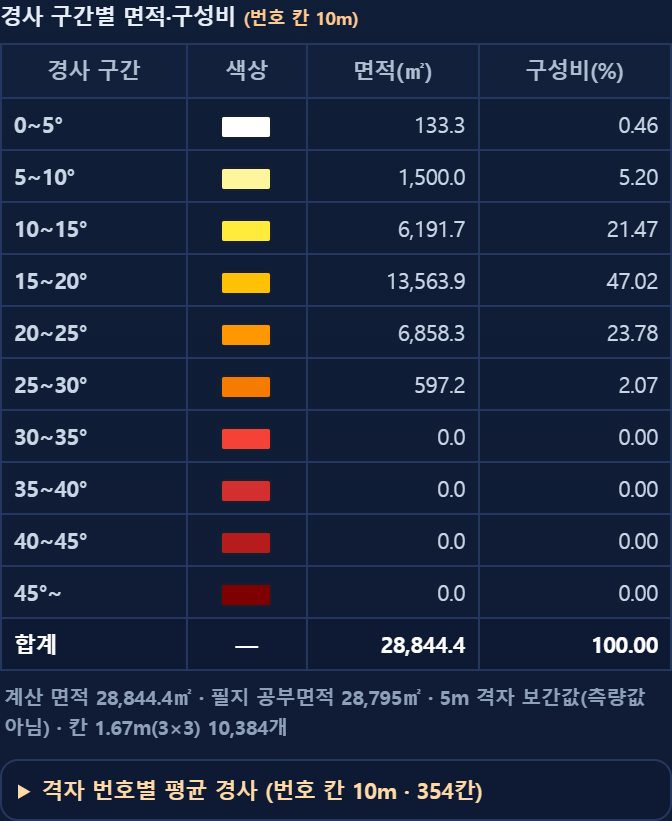 경사 구간별 면적·구성비 (번호 칸 10m)
경사 구간 색상 면적(㎡) 구성비(%)
0~5° 133.3 0.46
5~10° 1,500.0 5.20
10~15° 6,191.7 21.47
15~20° 13,563.9 47.02
20~25° 6,858.3 23.78
25~30° 597.2 2.07
30~35° 0.0 0.00
35~40° 0.0 0.00
40~45° 0.0 0.00
45°~ 0.0 0.00
합계 — 28,844.4 100.00
계산 면적 28,844.4㎡ · 필지 공부면적 28,795㎡ · 5m 격자 보간값(측량값
아님) · 칸 1.67m(3×3) 10,384개
▶ 격자 번호별 평균 경사 (번호 칸 10m · 354칸)